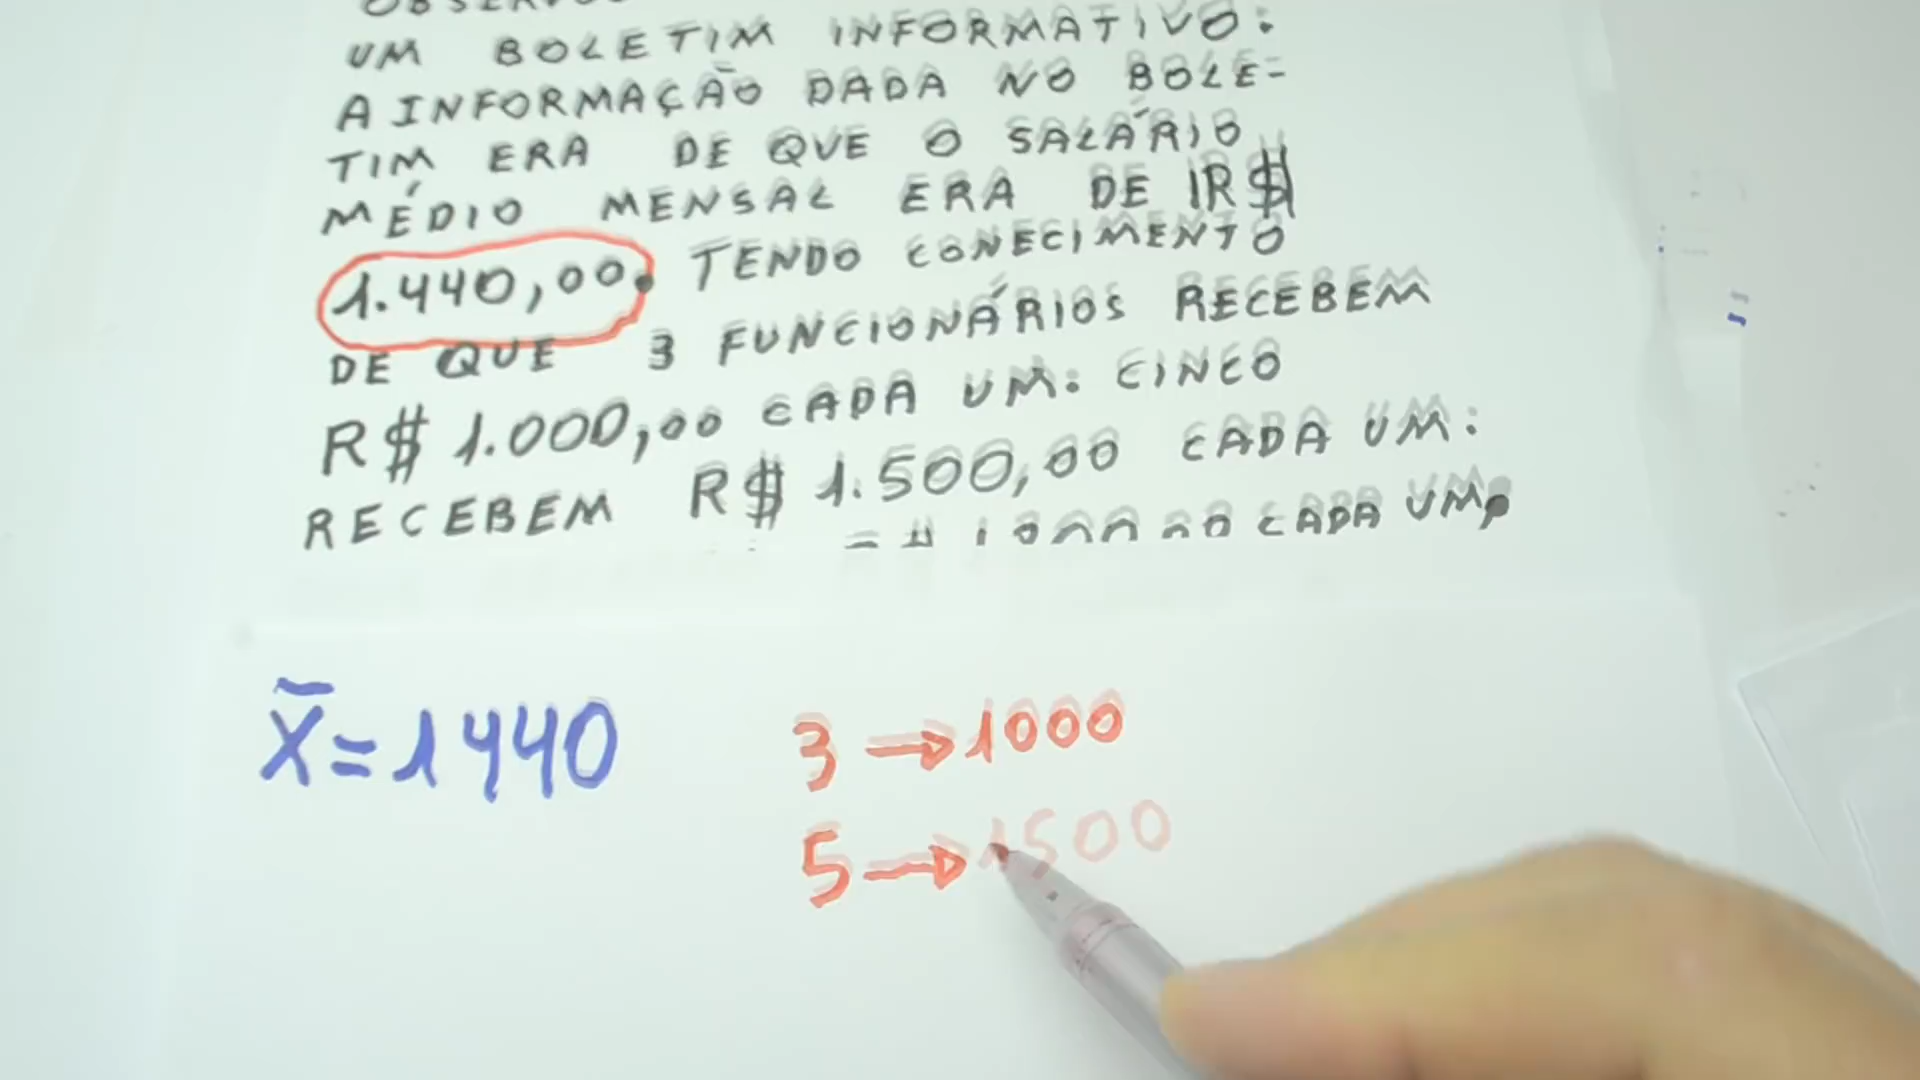 UM BOLETIM INFORMATIVO:
A INFORMAÇÃO DADA NO BOLE-
TIM ERA DE QUE O SALÁRIO
MÉDIO MENSAL ERA DE R$
1.440,00. TENDO CONECIMENTO
DE QUE 3 FUNCIONÁRIOS RECEBEM
R$ 1.000,00 CADA UM. CINCO
RECEBEM R$ 1.500,00 CADA UM:
CADA UM,
X̄ = 1440
3 → 1000
5 → 1500